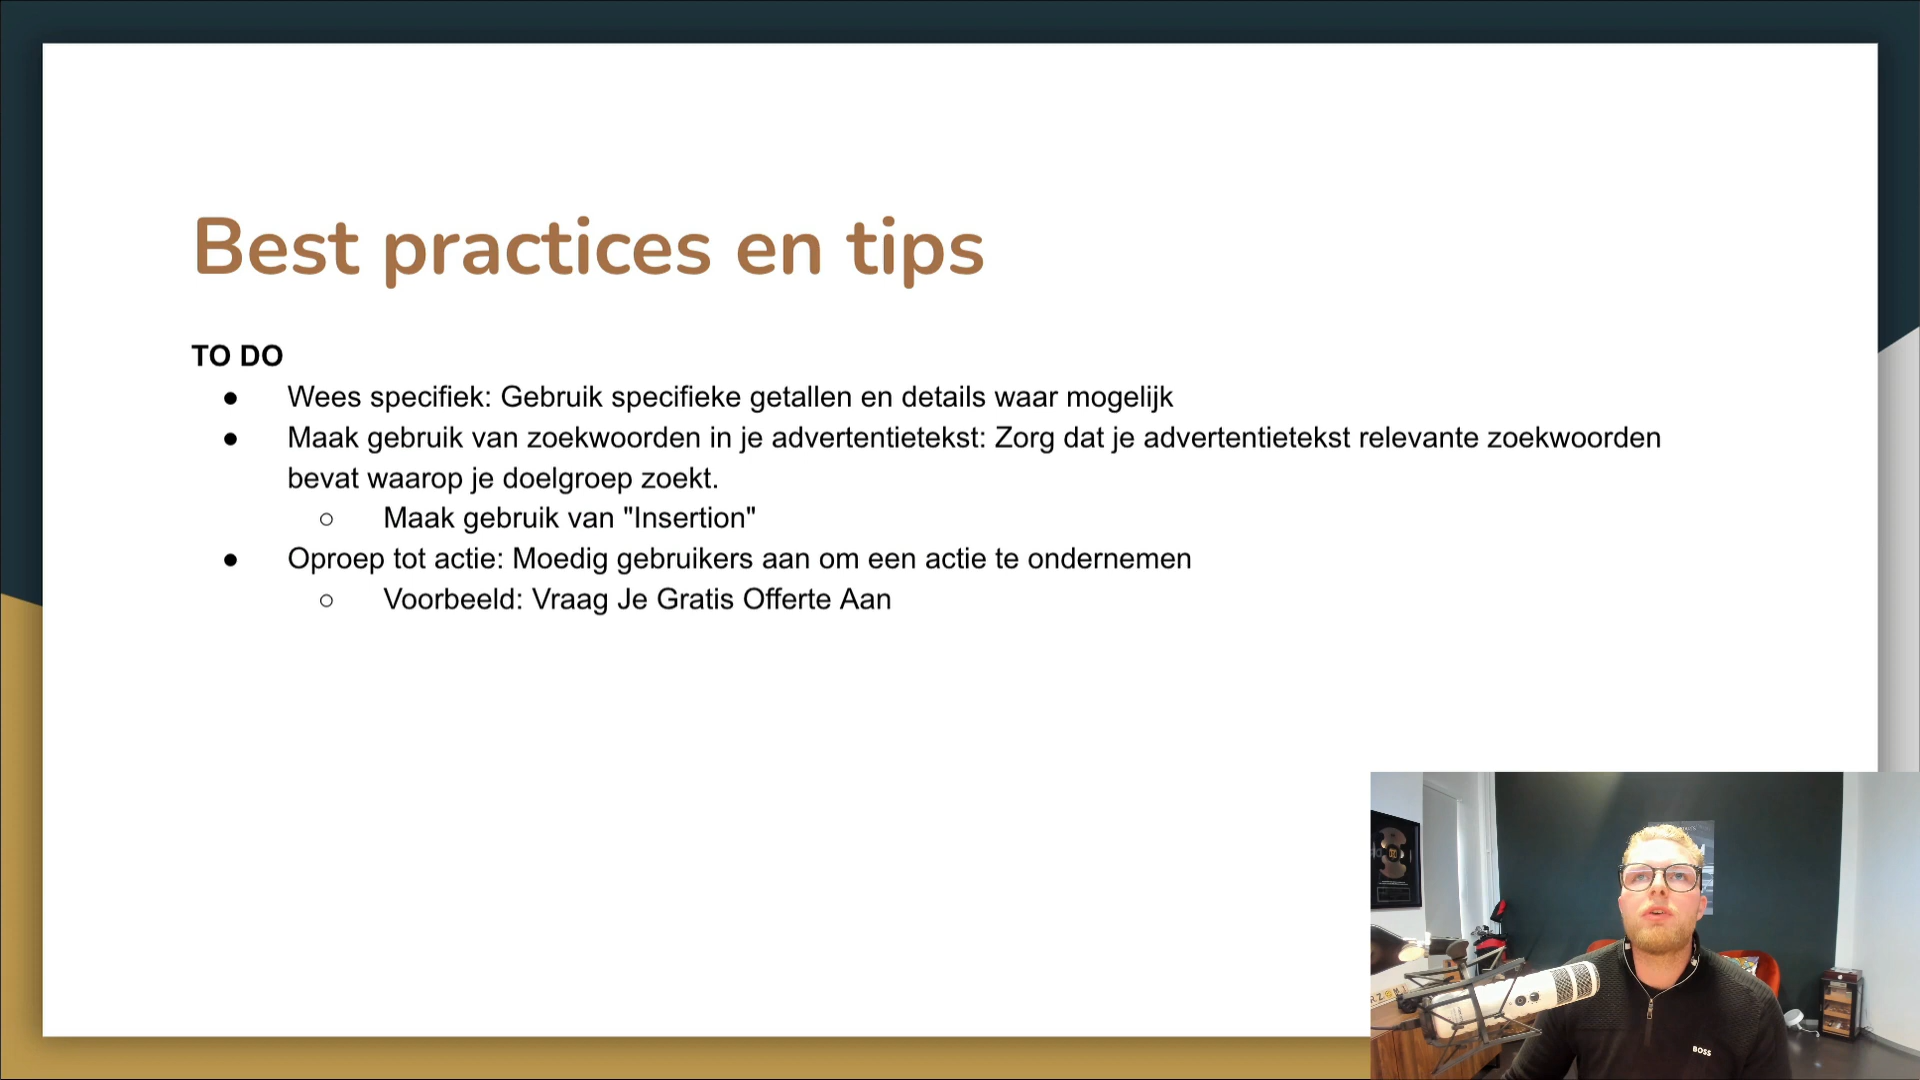 Best practices en tips
TO DO
● Wees specifiek: Gebruik specifieke getallen en details waar mogelijk
● Maak gebruik van zoekwoorden in je advertentietekst: Zorg dat je advertentietekst relevante zoekwoorden
bevat waarop je doelgroep zoekt.
○ Maak gebruik van "Insertion"
● Oproep tot actie: Moedig gebruikers aan om een actie te ondernemen
○ Voorbeeld: Vraag Je Gratis Offerte Aan
BOSS